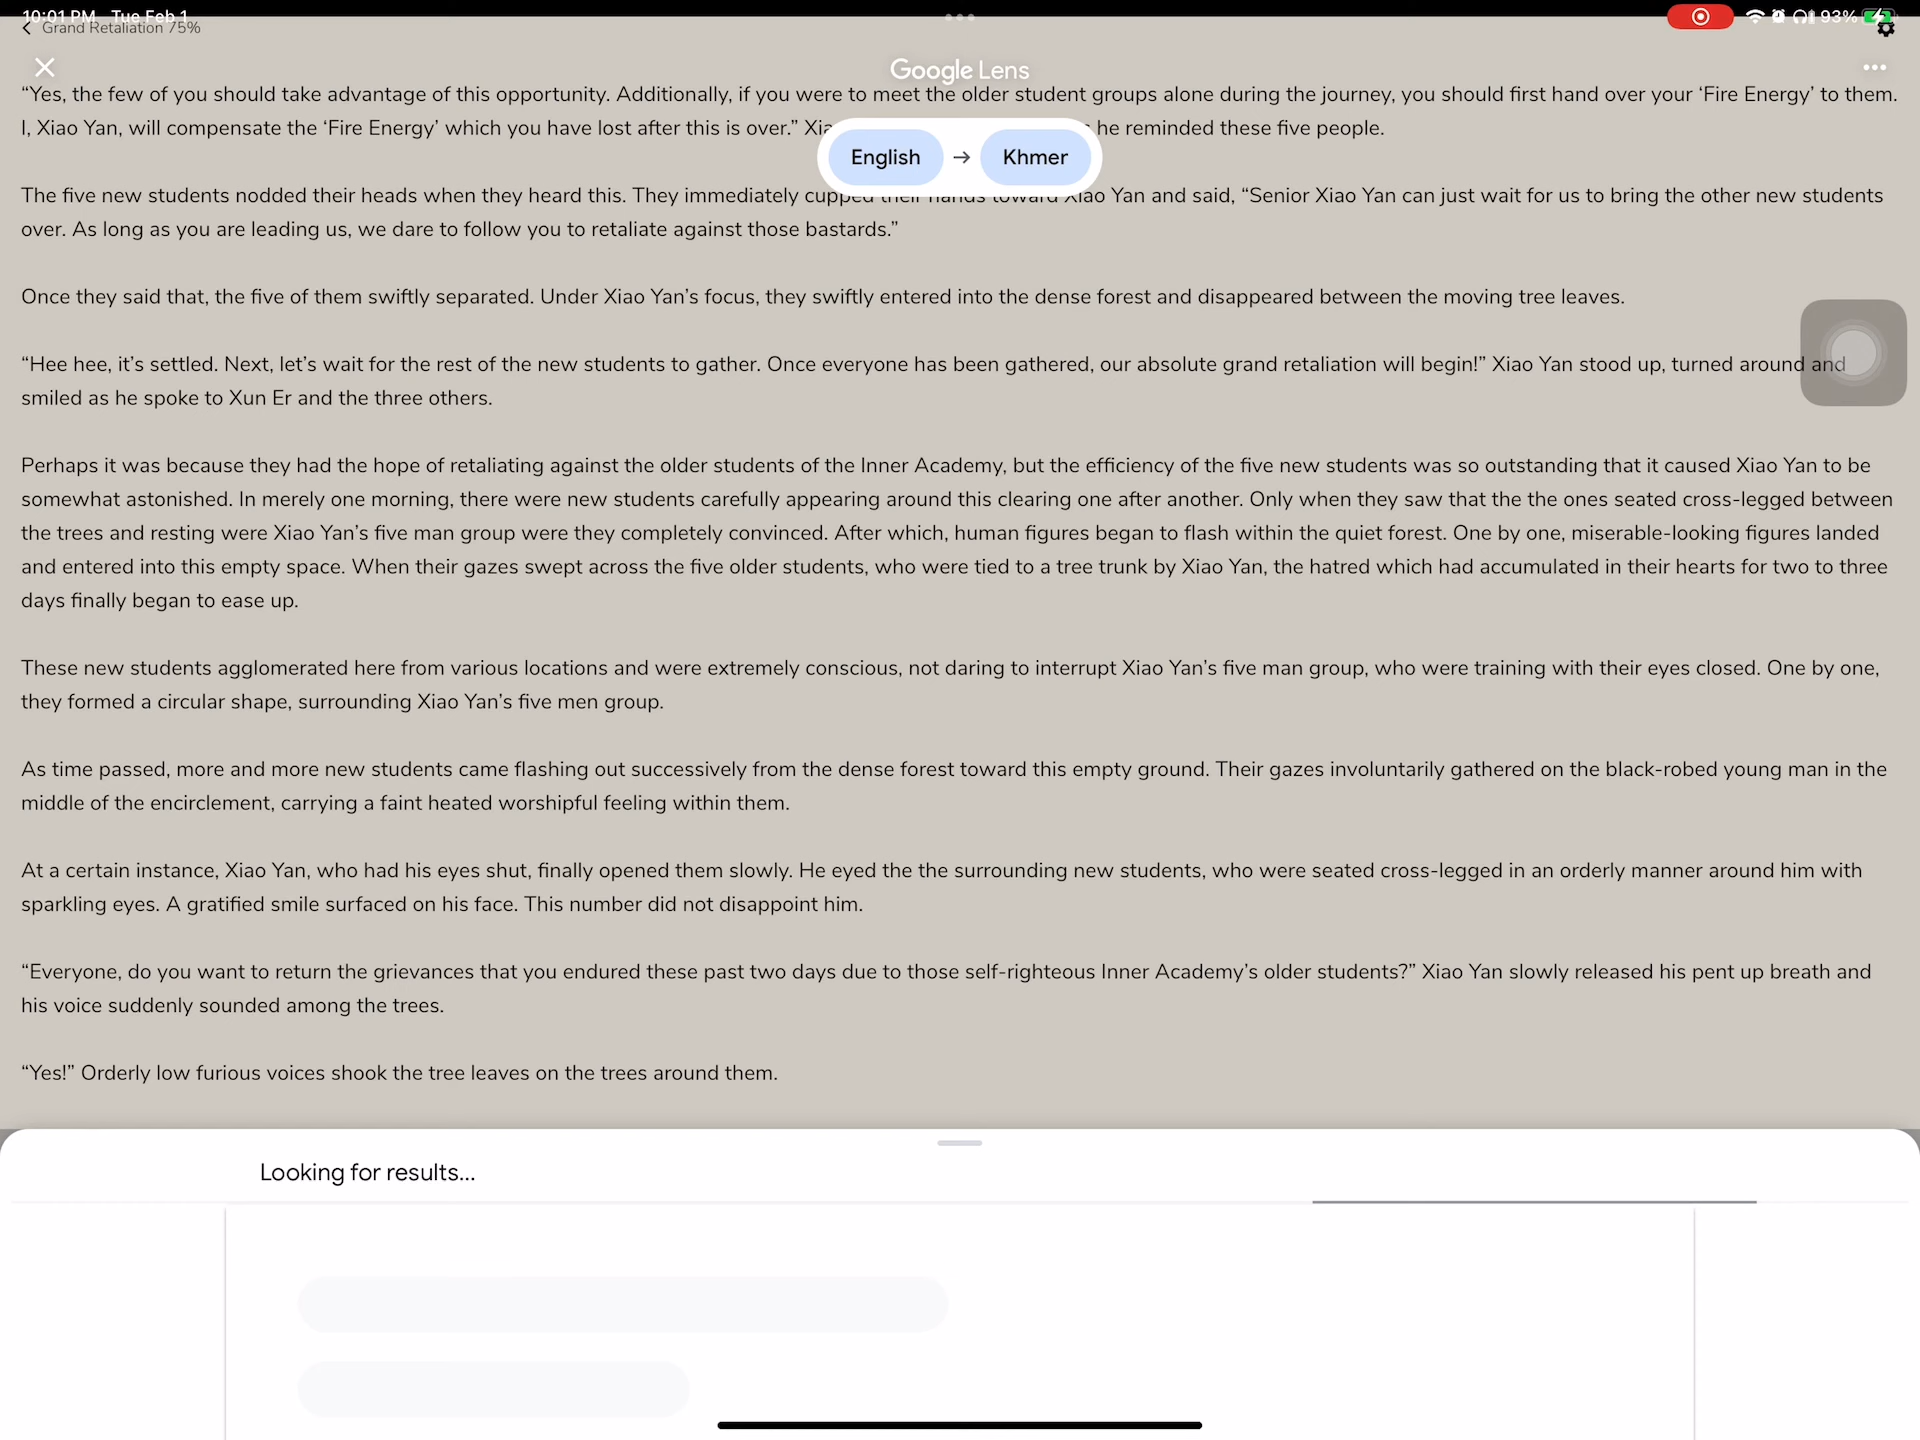 10:01 PM Tue Feb 1
93%
Grand Retaliation 75%
Google Lens
“Yes, the few of you should take advantage of this opportunity. Additionally, if you were to meet the older student groups alone during the journey, you should first hand over your ‘Fire Energy’ to them.
I, Xiao Yan, will compensate the ‘Fire Energy’ which you have lost after this is over.” he reminded these five people.
English → Khmer
The five new students nodded their heads when they heard this. They immediately cupped their hands toward Xiao Yan and said, “Senior Xiao Yan can just wait for us to bring the other new students
over. As long as you are leading us, we dare to follow you to retaliate against those bastards.”
Once they said that, the five of them swiftly separated. Under Xiao Yan’s focus, they swiftly entered into the dense forest and disappeared between the moving tree leaves.
“Hee hee, it’s settled. Next, let’s wait for the rest of the new students to gather. Once everyone has been gathered, our absolute grand retaliation will begin!” Xiao Yan stood up, turned around and
smiled as he spoke to Xun Er and the three others.
Perhaps it was because they had the hope of retaliating against the older students of the Inner Academy, but the efficiency of the five new students was so outstanding that it caused Xiao Yan to be
somewhat astonished. In merely one morning, there were new students carefully appearing around this clearing one after another. Only when they saw that the the ones seated cross-legged between
the trees and resting were Xiao Yan’s five man group were they completely convinced. After which, human figures began to flash within the quiet forest. One by one, miserable-looking figures landed
and entered into this empty space. When their gazes swept across the five older students, who were tied to a tree trunk by Xiao Yan, the hatred which had accumulated in their hearts for two to three
days finally began to ease up.
These new students agglomerated here from various locations and were extremely conscious, not daring to interrupt Xiao Yan’s five man group, who were training with their eyes closed. One by one,
they formed a circular shape, surrounding Xiao Yan’s five men group.
As time passed, more and more new students came flashing out successively from the dense forest toward this empty ground. Their gazes involuntarily gathered on the black-robed young man in the
middle of the encirclement, carrying a faint heated worshipful feeling within them.
At a certain instance, Xiao Yan, who had his eyes shut, finally opened them slowly. He eyed the the surrounding new students, who were seated cross-legged in an orderly manner around him with
sparkling eyes. A gratified smile surfaced on his face. This number did not disappoint him.
“Everyone, do you want to return the grievances that you endured these past two days due to those self-righteous Inner Academy’s older students?” Xiao Yan slowly released his pent up breath and
his voice suddenly sounded among the trees.
“Yes!” Orderly low furious voices shook the tree leaves on the trees around them.
Looking for results...